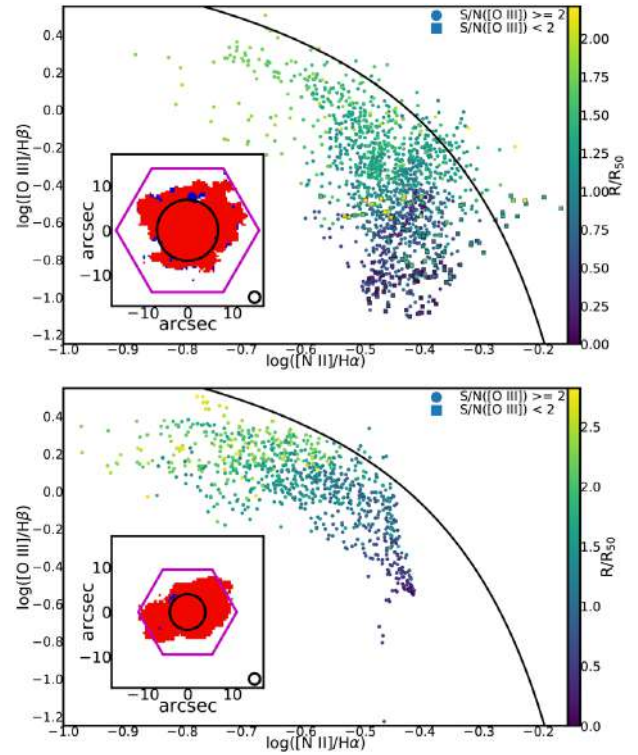 S/N([O III]) >= 2
S/N([O III]) < 2
0.4
0.2
0.0
−0.2
−0.4
−0.6
−0.8
−1.0
−1.2
log([O III]/Hβ)
10
0
−10
arcsec
−10 0 10
arcsec
−1.0 −0.9 −0.8 −0.7 −0.6 −0.5 −0.4 −0.3 −0.2
log([N II]/Hα)
2.00
1.75
1.50
1.25
1.00
0.75
0.50
0.25
0.00
R/R50
S/N([O III]) >= 2
S/N([O III]) < 2
0.4
0.2
0.0
−0.2
−0.4
−0.6
−0.8
−1.0
−1.2
log([O III]/Hβ)
10
0
−10
arcsec
−10 0 10
arcsec
−1.0 −0.9 −0.8 −0.7 −0.6 −0.5 −0.4 −0.3 −0.2
log([N II]/Hα)
2.5
2.0
1.5
1.0
0.5
0.0
R/R50